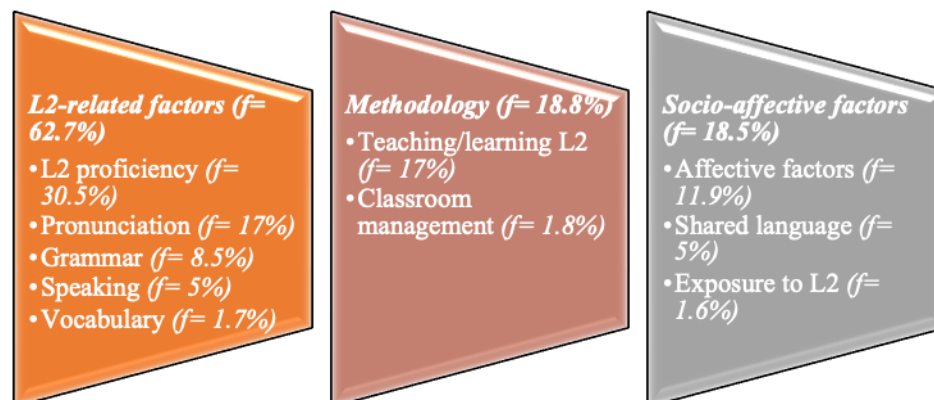 L2-related factors (f=
62.7%)
•L2 proficiency (f=
30.5%)
•Pronunciation (f= 17%)
•Grammar (f= 8.5%)
•Speaking (f= 5%)
•Vocabulary (f= 1.7%)
Methodology (f= 18.8%)
•Teaching/learning L2
(f= 17%)
•Classroom
management (f= 1.8%)
Socio-affective factors
(f= 18.5%)
•Affective factors (f=
11.9%)
•Shared language (f=
5%)
•Exposure to L2 (f=
1.6%)